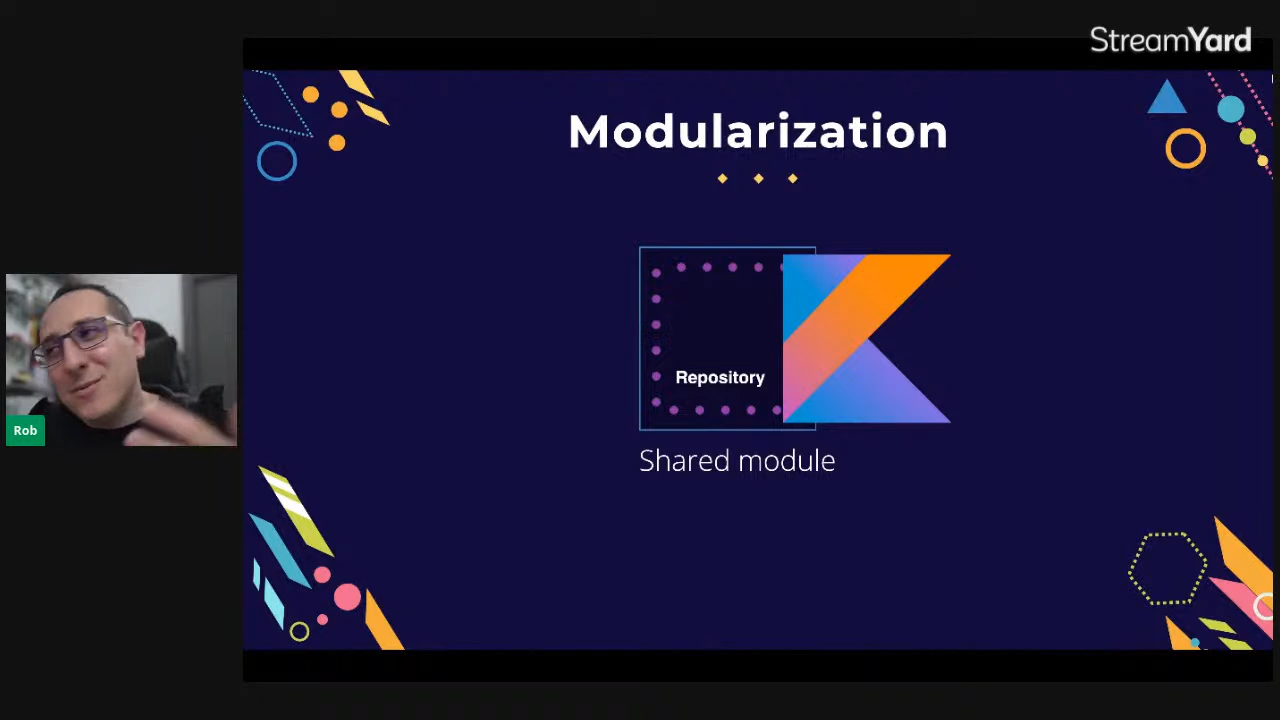 StreamYard
Modularization
Repository
Shared module
Rob